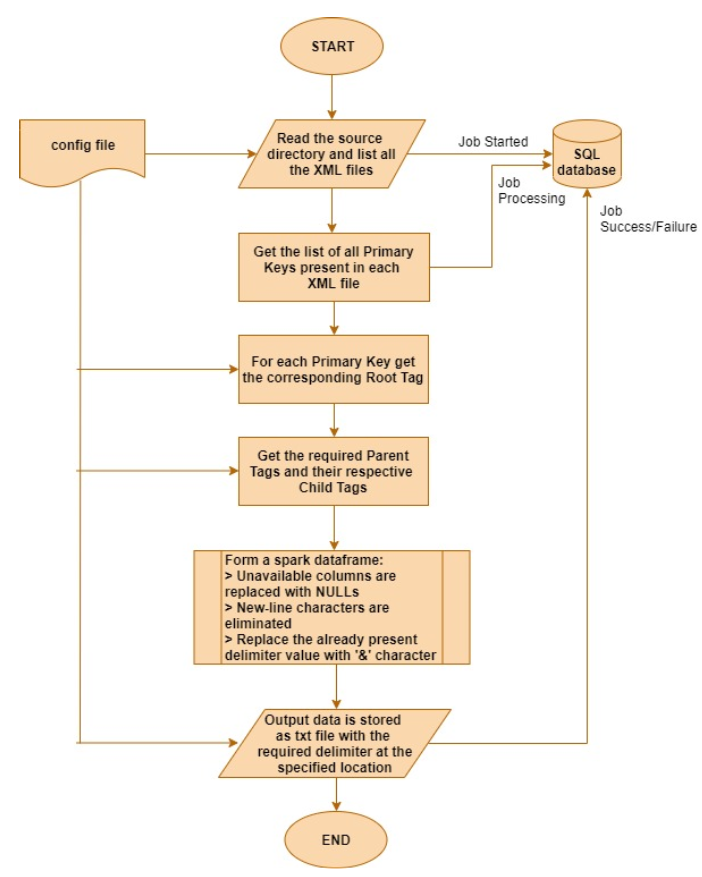 START
config file
Read the source
directory and list all
the XML files
Job Started
SQL
database
Job
Processing
Job
Success/Failure
Get the list of all Primary
Keys present in each
XML file
For each Primary Key get
the corresponding Root Tag
Get the required Parent
Tags and their respective
Child Tags
Form a spark dataframe:
> Unavailable columns are
replaced with NULLs
> New-line characters are
eliminated
> Replace the already present
delimiter value with '&' character
Output data is stored
as txt file with the
required delimiter at the
specified location
END